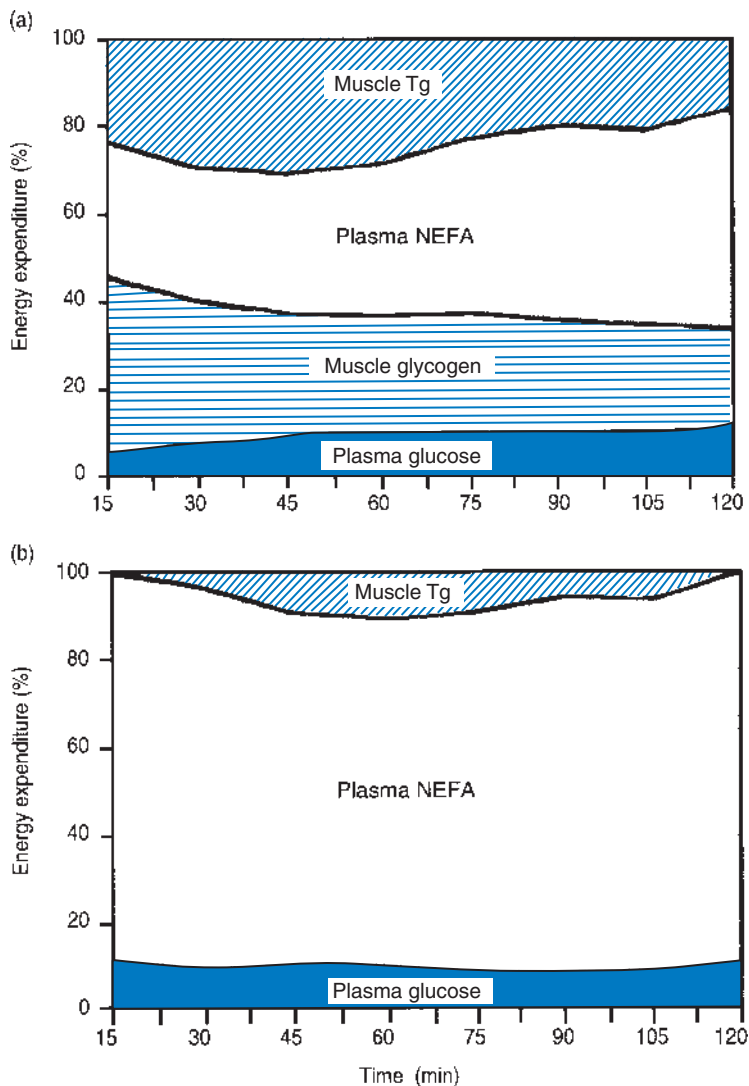 (a)
100
80
60
40
20
0
Energy expenditure (%)
Muscle Tg
Plasma NEFA
Muscle glycogen
Plasma glucose
15 30 45 60 75 90 105 120
(b)
100
80
60
40
20
0
Energy expenditure (%)
Muscle Tg
Plasma NEFA
Plasma glucose
15 30 45 60 75 90 105 120
Time (min)